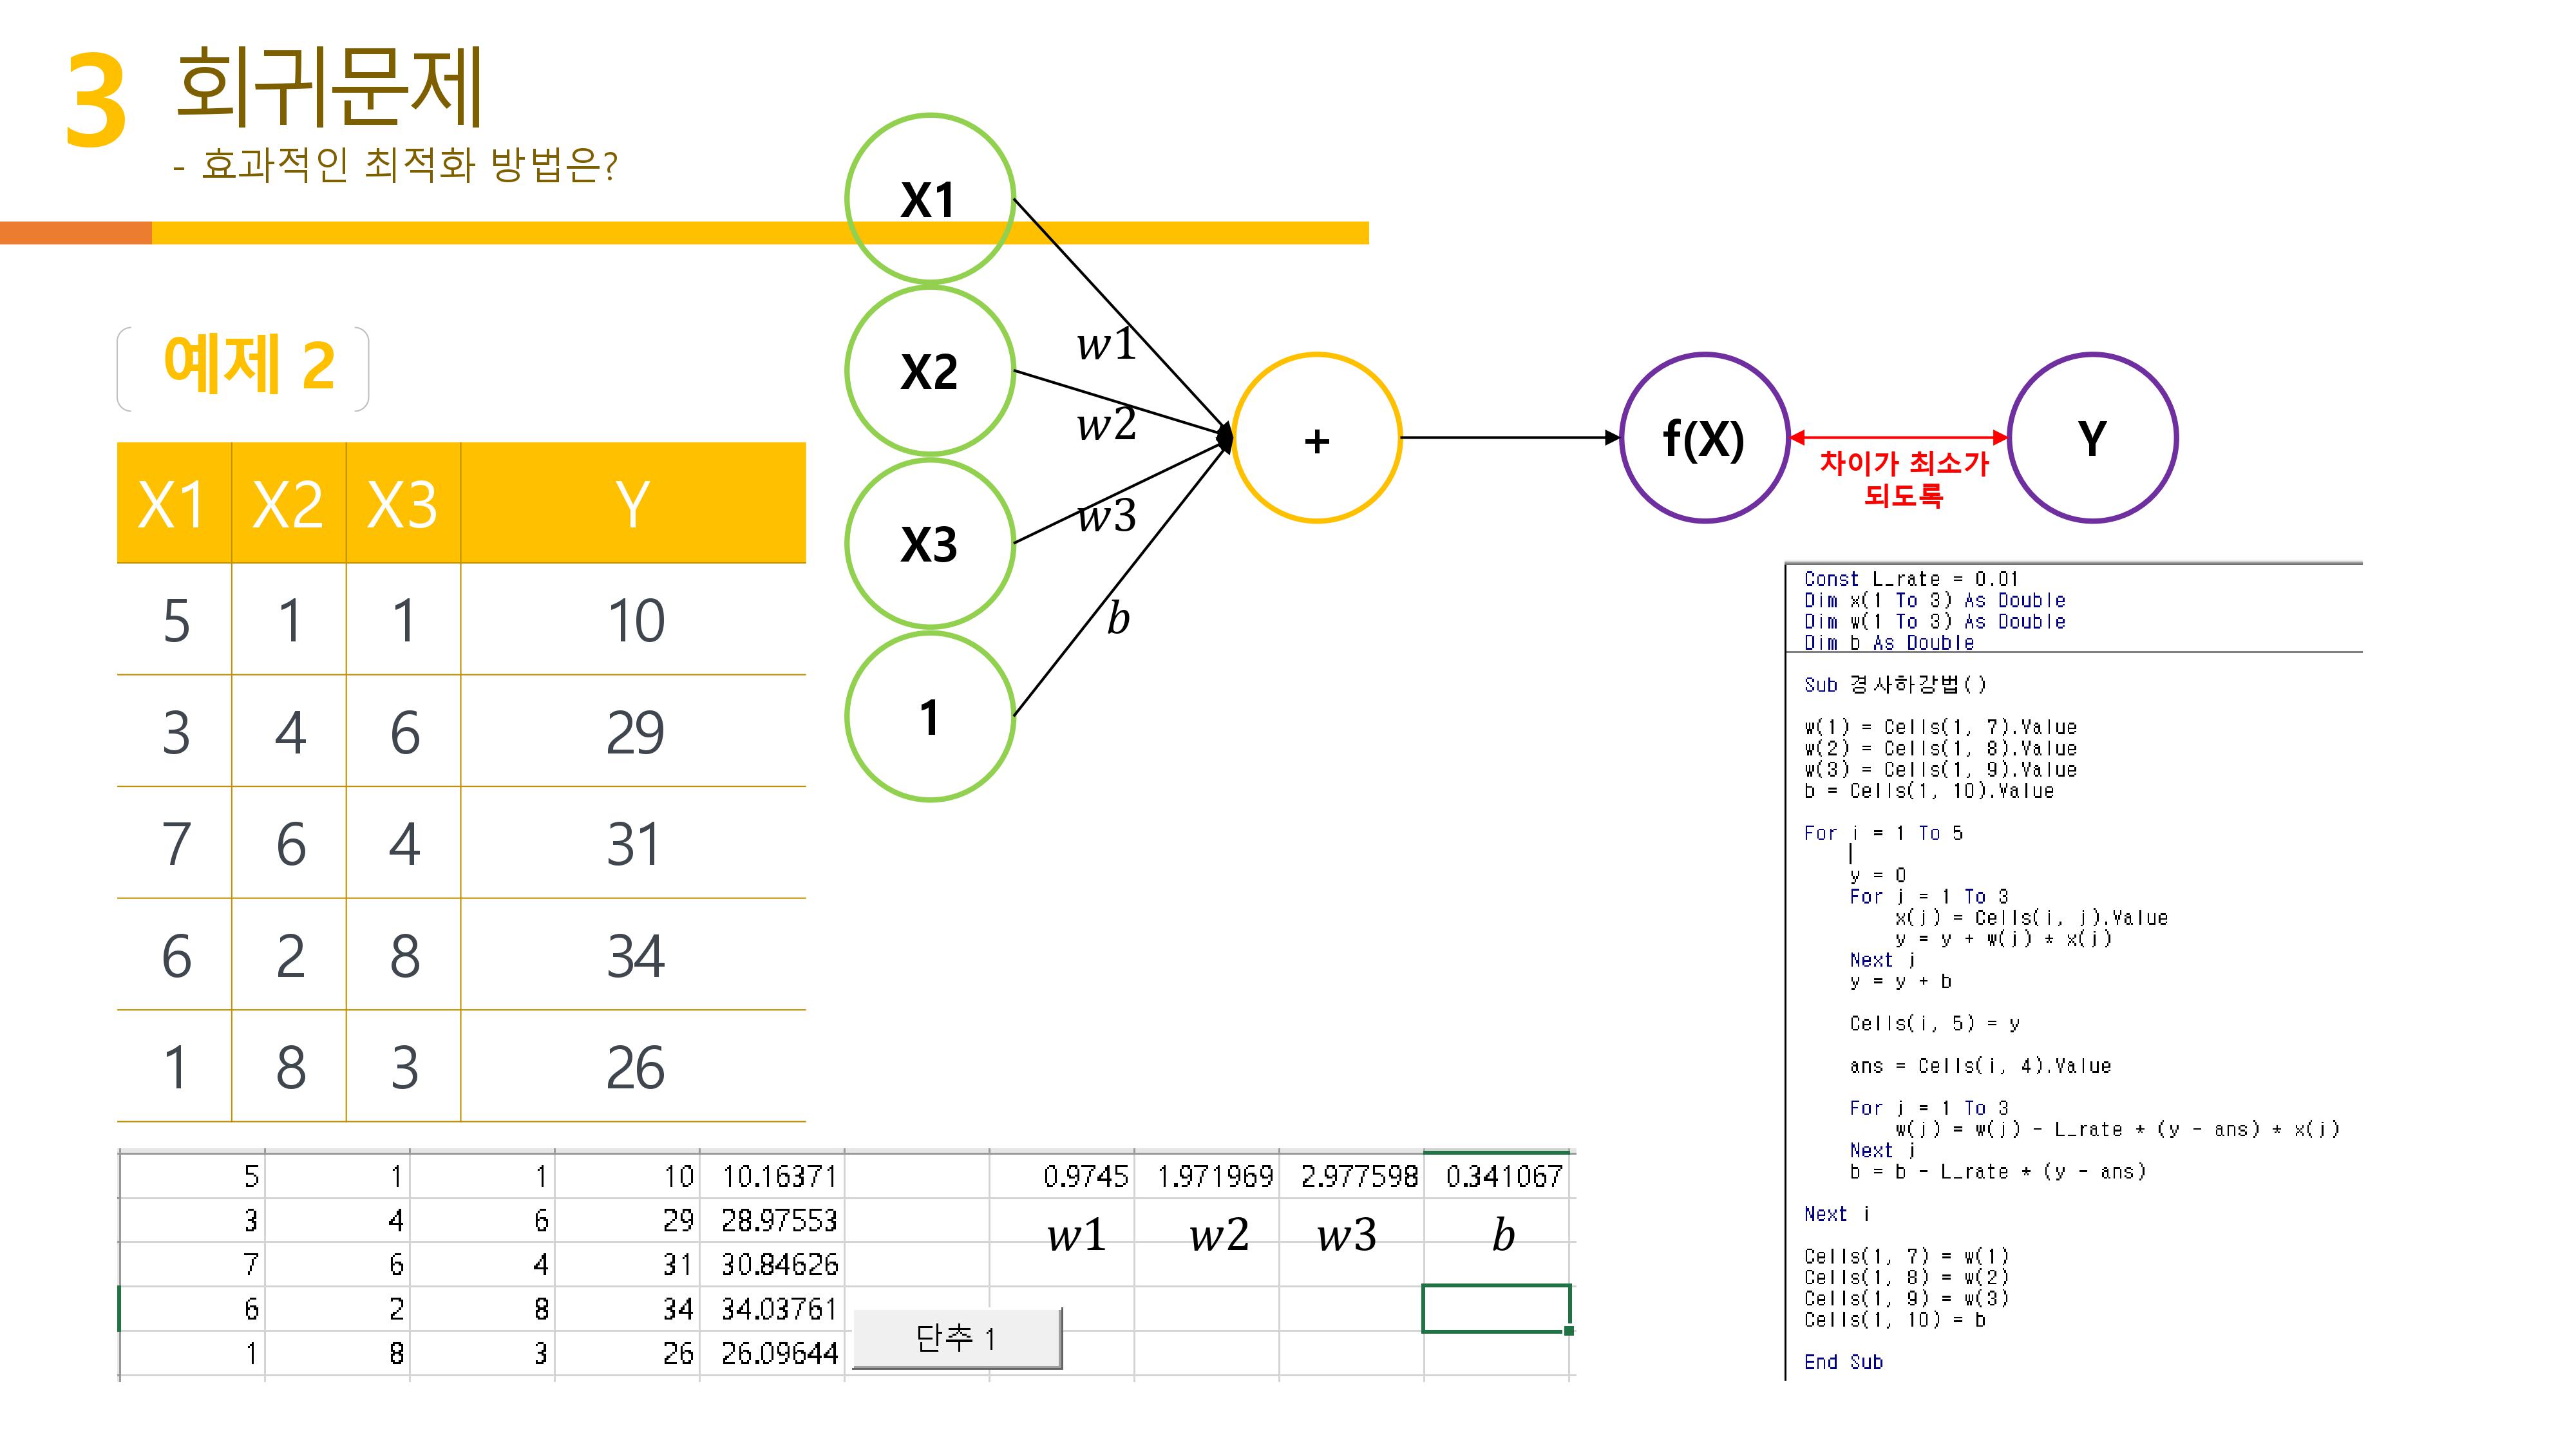 3
회귀문제
- 효과적인 최적화 방법은?
예제 2
X1 X2 X3 Y
5 1 1 10
3 4 6 29
7 6 4 31
6 2 8 34
1 8 3 26
X1
X2
X3
1
w1
w2
w3
b
+
f(X)
차이가 최소가
되도록
Y
5 1 1 10 10.16371 0.9745 1.971969 2.977598 0.341067
3 4 6 29 28.97553
w1 w2 w3 b
7 6 4 31 30.84626
6 2 8 34 34.03761
1 8 3 26 26.09644
단추 1
Const L_rate = 0.01
Dim x(1 To 3) As Double
Dim w(1 To 3) As Double
Dim b As Double
Sub 경사하강법()
w(1) = Cells(1, 7).Value
w(2) = Cells(1, 8).Value
w(3) = Cells(1, 9).Value
b = Cells(1, 10).Value
For i = 1 To 5
y = 0
For j = 1 To 3
x(j) = Cells(i, j).Value
y = y + w(j) * x(j)
Next j
y = y + b
Cells(i, 5) = y
ans = Cells(i, 4).Value
For j = 1 To 3
w(j) = w(j) - L_rate * (y - ans) * x(j)
Next j
b = b - L_rate * (y - ans)
Next i
Cells(1, 7) = w(1)
Cells(1, 8) = w(2)
Cells(1, 9) = w(3)
Cells(1, 10) = b
End Sub